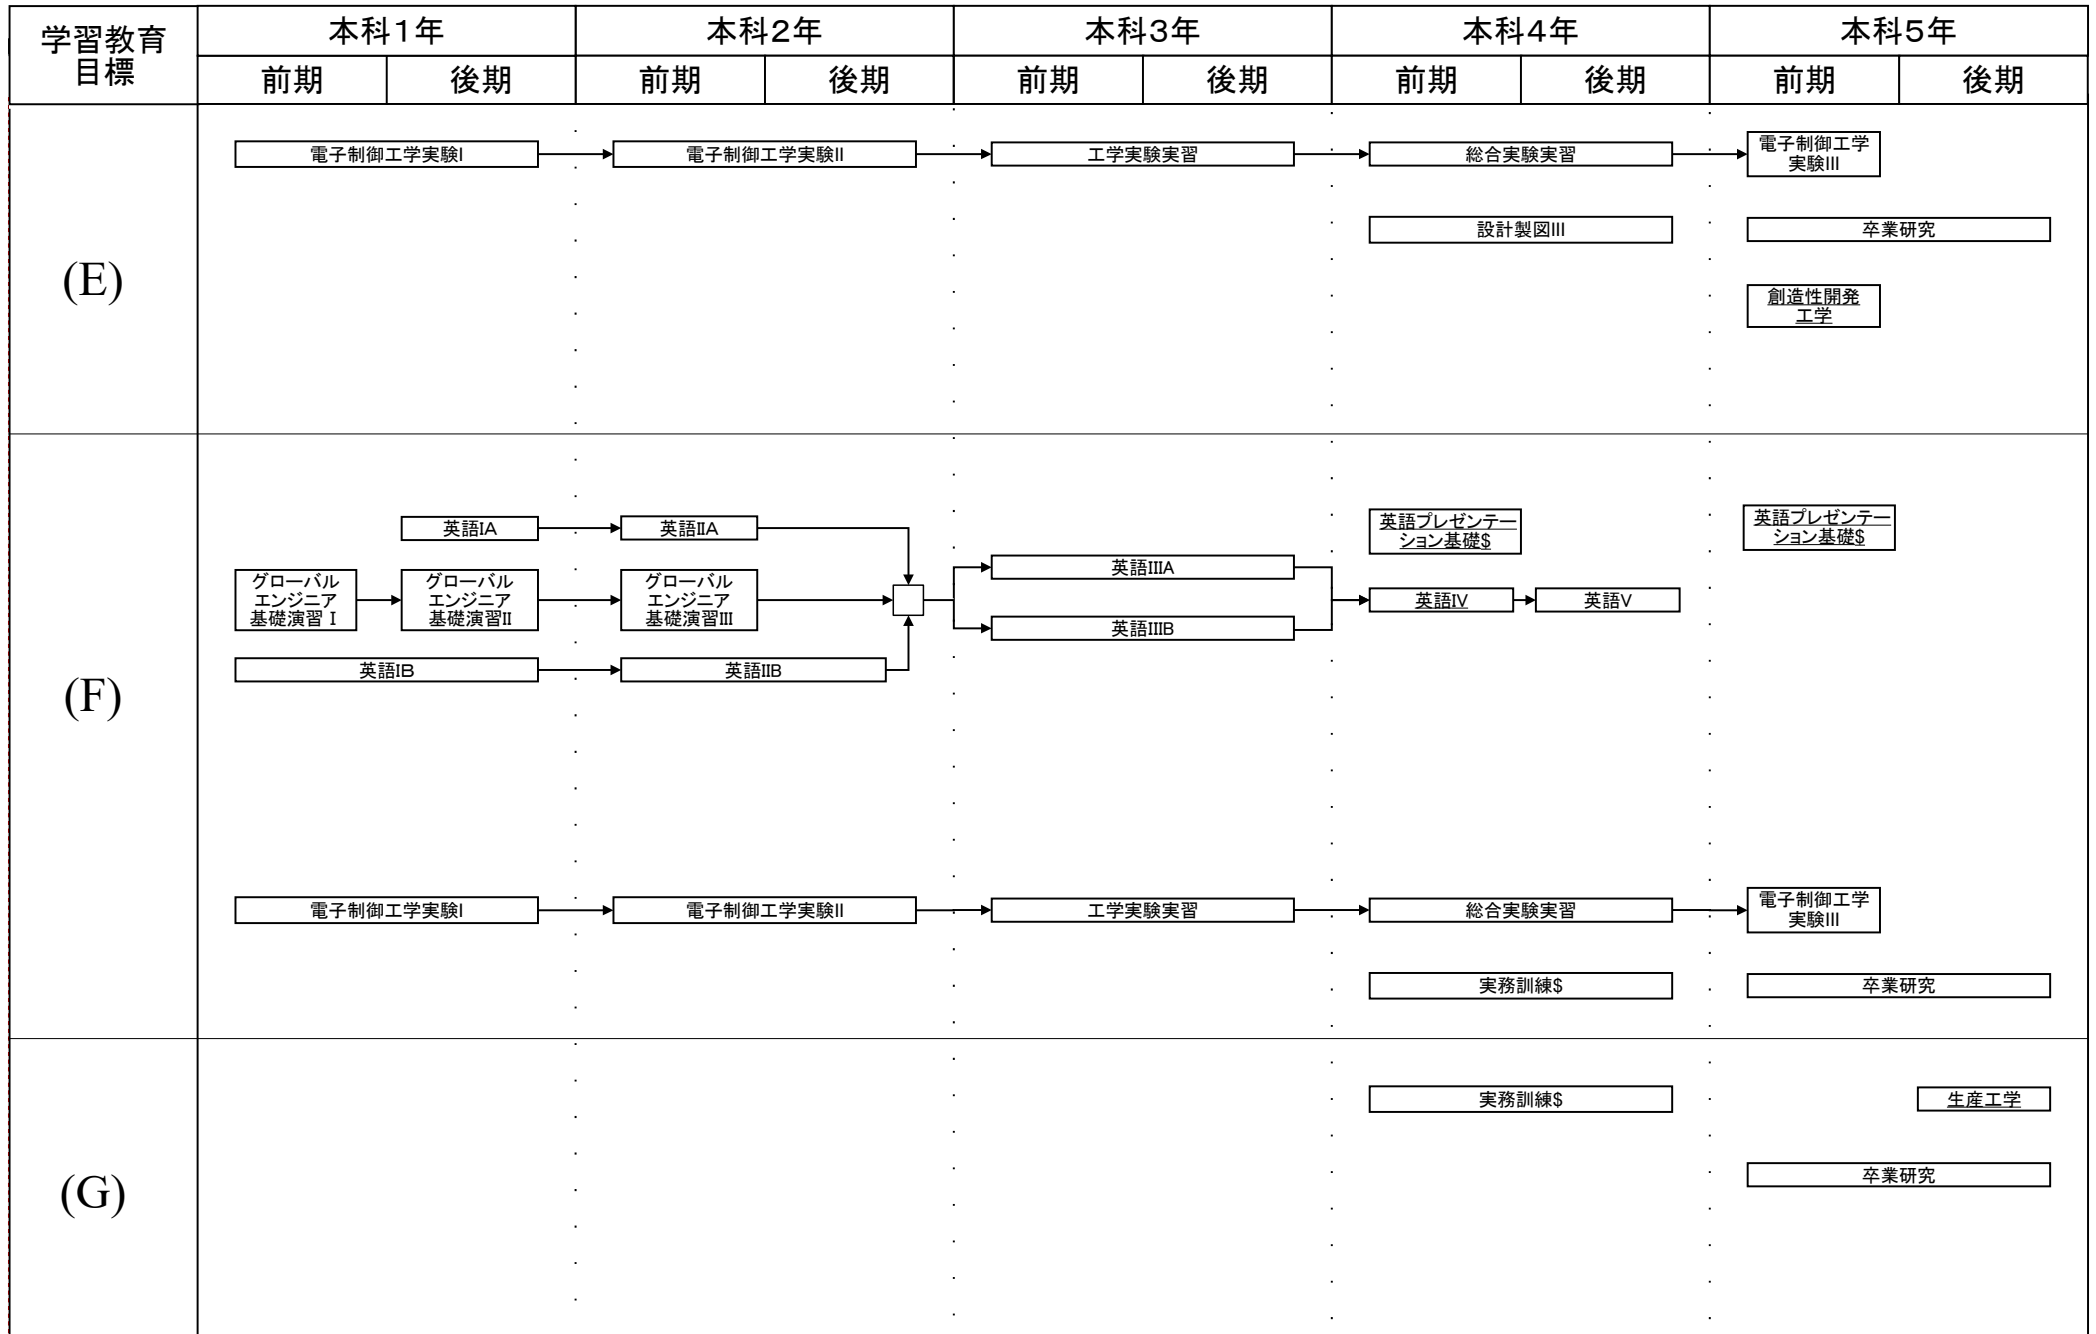 学習教育
目標
本科1年
本科2年
本科3年
本科4年
本科5年
前期
後期
前期
後期
前期
後期
前期
後期
前期
後期
(E)
電子制御工学実験I
電子制御工学実験II
工学実験実習
総合実験実習
電子制御工学
実験III
設計製図III
卒業研究
創造性開発
工学
(F)
英語IA
英語IIA
英語プレゼンテー
ション基礎$
英語プレゼンテー
ション基礎$
グローバル
エンジニア
基礎演習 I
グローバル
エンジニア
基礎演習II
グローバル
エンジニア
基礎演習III
英語IIIA
英語IIIB
英語IV
英語V
英語IB
英語IIB
電子制御工学実験I
電子制御工学実験II
工学実験実習
総合実験実習
電子制御工学
実験III
実務訓練$
卒業研究
(G)
実務訓練$
生産工学
卒業研究